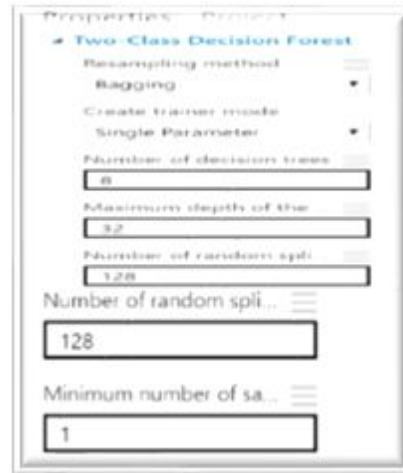 Properties Project
Two-Class Decision Forest
Resampling method
Bagging
Create trainer mode
Single Parameter
Number of decision trees
8
Maximum depth of the
32
Number of random spli...
128
Number of random spli...
128
Minimum number of sa...
1